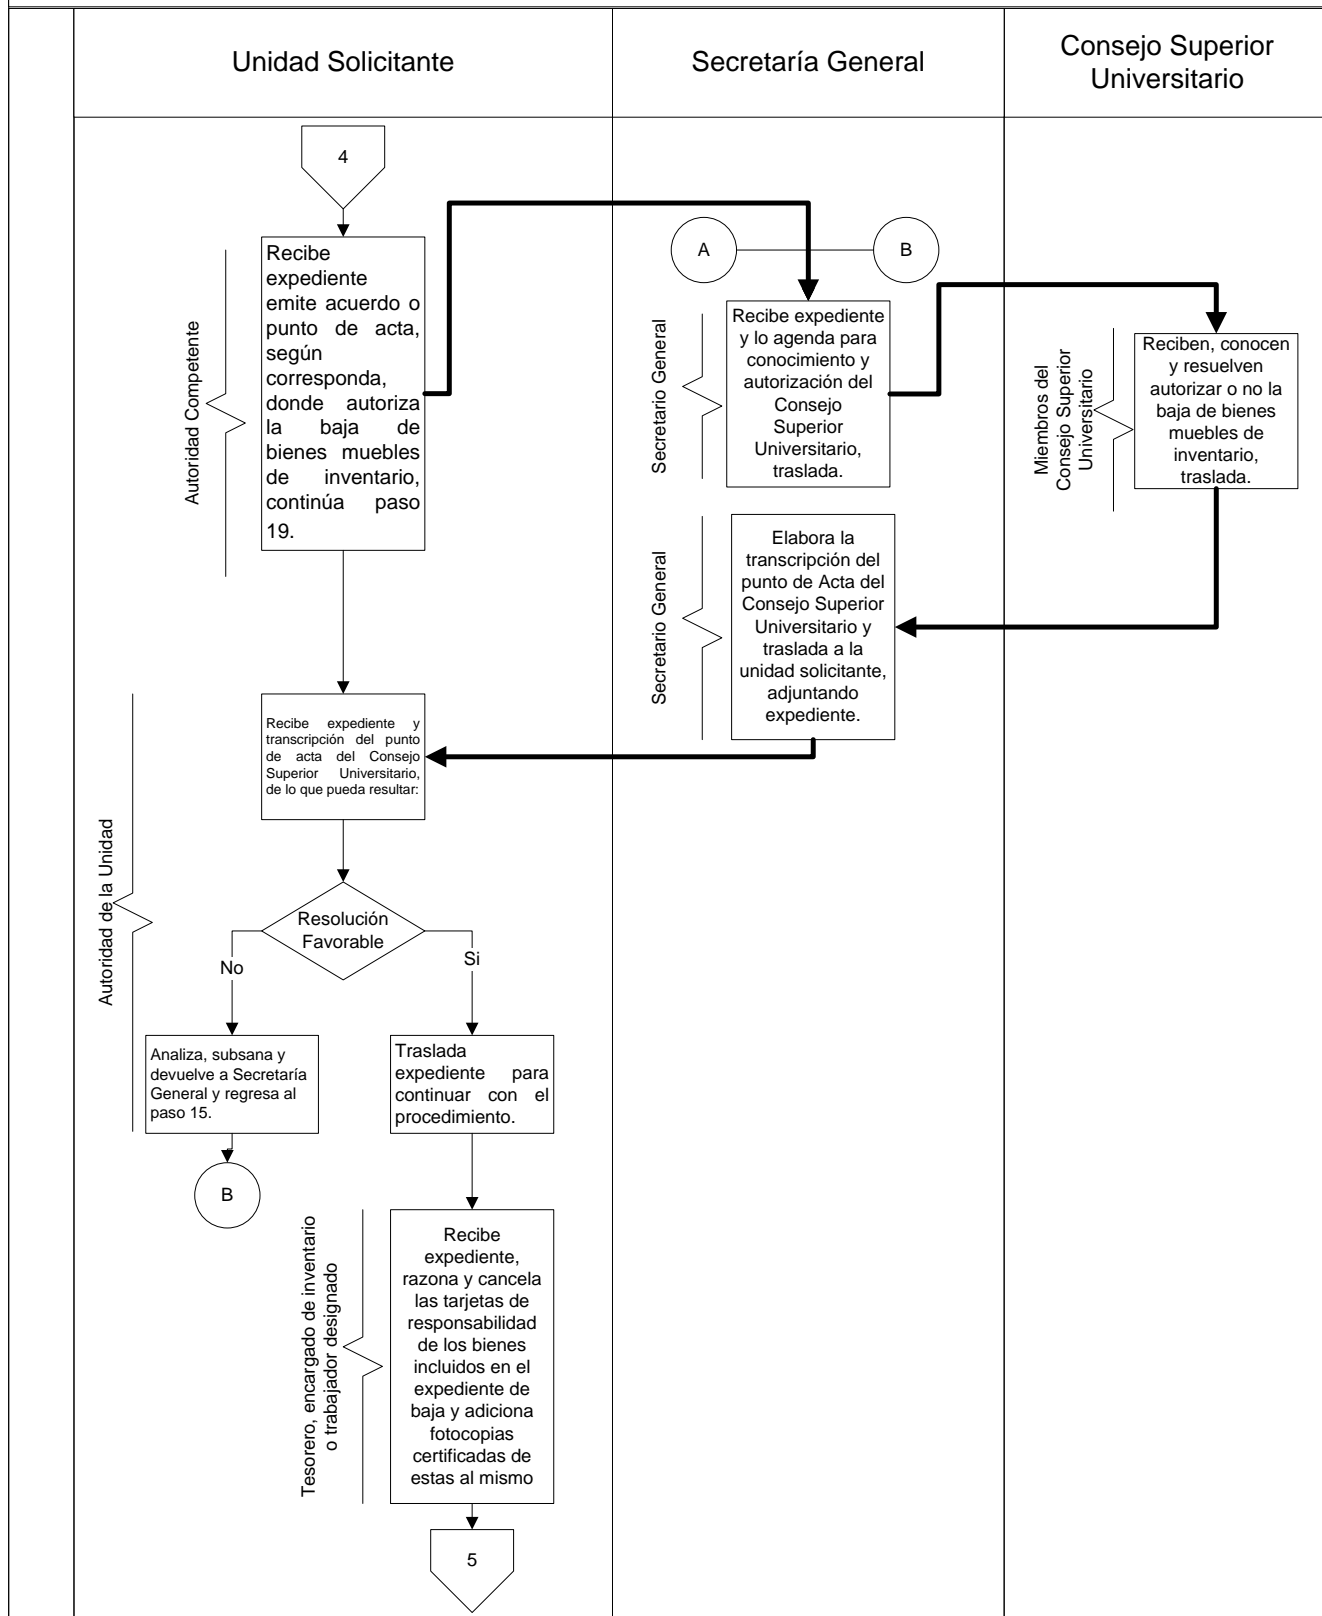 Unidad Solicitante
Secretaría General
Consejo Superior
Universitario
4
Autoridad Competente
Recibe
expediente
emite acuerdo o
punto de acta,
según
corresponda,
donde autoriza
la baja de
bienes muebles
de inventario,
continúa paso
19.
A
B
Secretario General
Recibe expediente
y lo agenda para
conocimiento y
autorización del
Consejo
Superior
Universitario,
traslada.
Miembros del
Consejo Superior
Universitario
Reciben, conocen
y resuelven
autorizar o no la
baja de bienes
muebles de
inventario,
traslada.
Secretario General
Elabora la
transcripción del
punto de Acta del
Consejo Superior
Universitario y
traslada a la
unidad solicitante,
adjuntando
expediente.
Autoridad de la Unidad
Recibe expediente y
transcripción del punto
de acta del Consejo
Superior Universitario,
de lo que pueda resultar:
Resolución
Favorable
No
Si
Analiza, subsana y
devuelve a Secretaría
General y regresa al
paso 15.
Traslada
expediente para
continuar con el
procedimiento.
B
Tesorero, encargado de inventario
o trabajador designado
Recibe
expediente,
razona y cancela
las tarjetas de
responsabilidad
de los bienes
incluidos en el
expediente de
baja y adiciona
fotocopias
certificadas de
estas al mismo
5